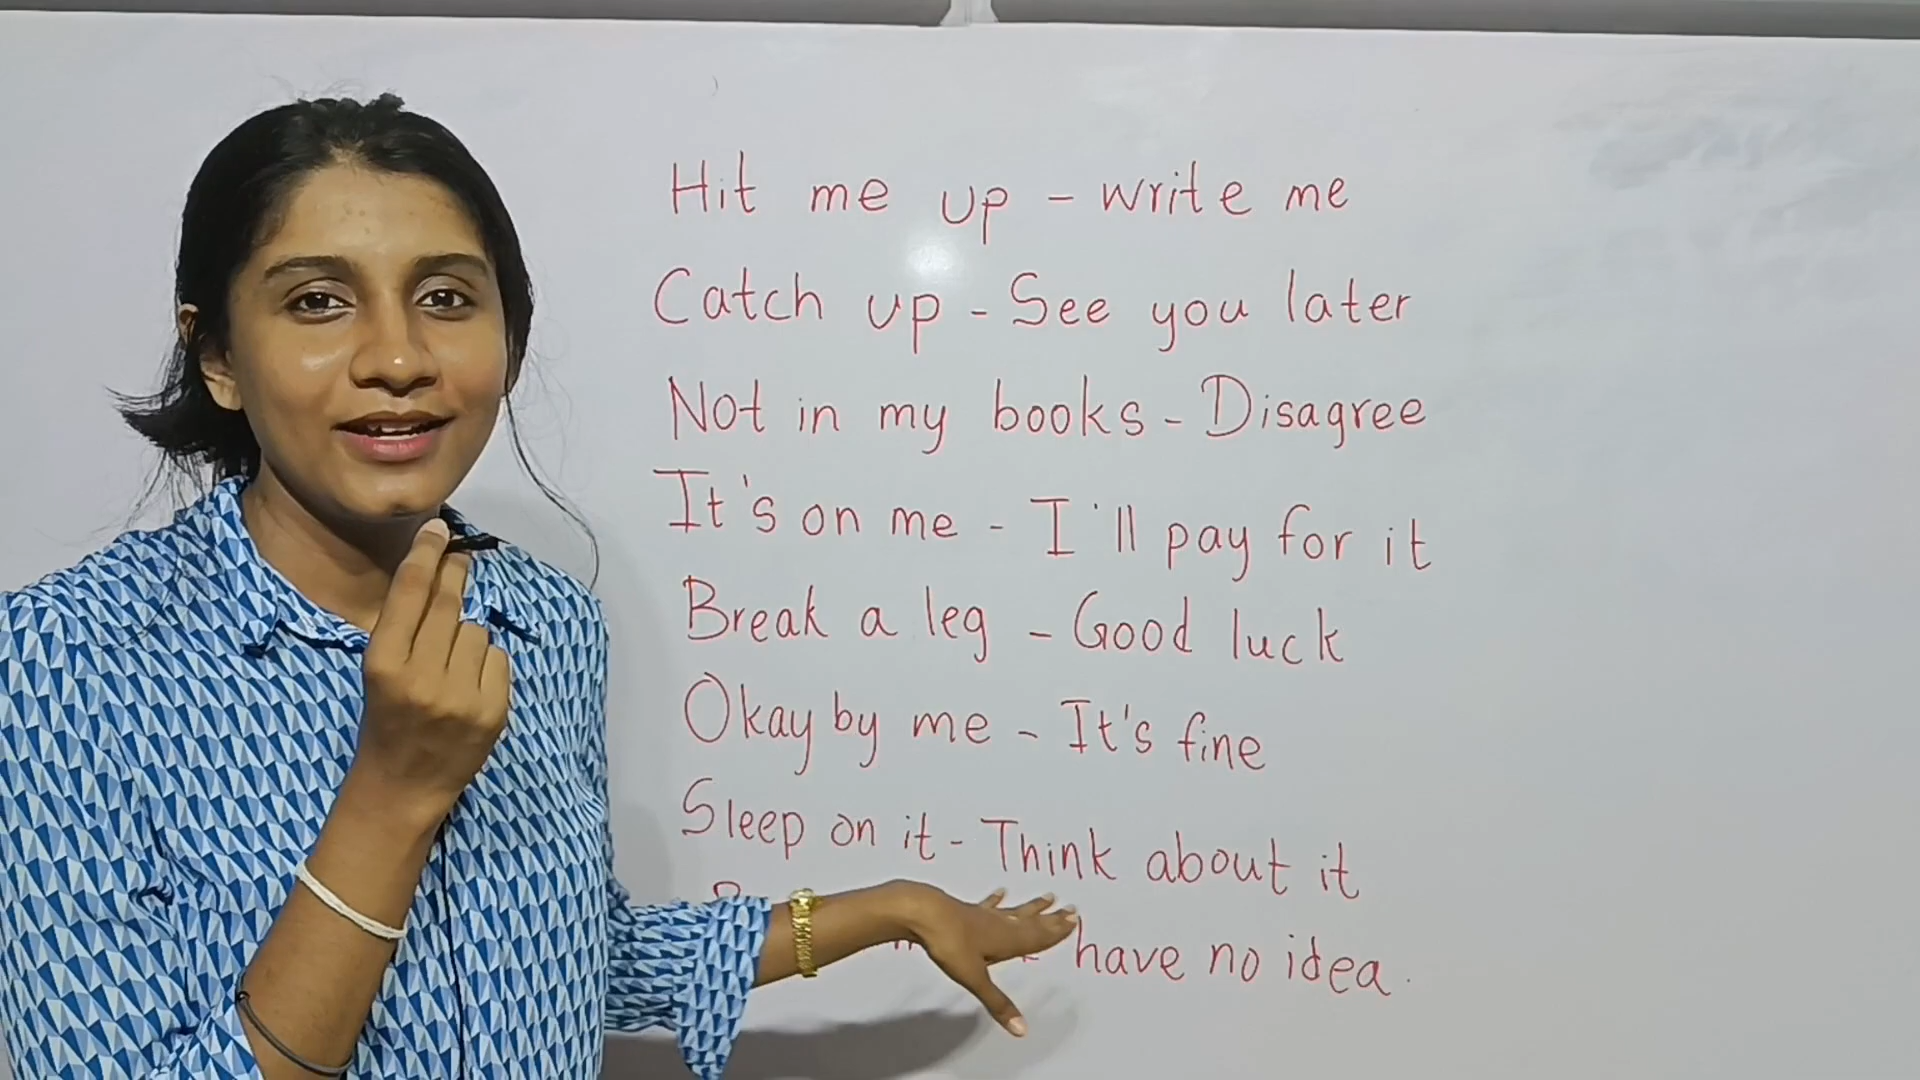 Hit me up - write me
Catch up - See you later
Not in my books - Disagree
It's on me - I'll pay for it
Break a leg - Good luck
Okay by me - It's fine
Sleep on it - Think about it
have no idea.